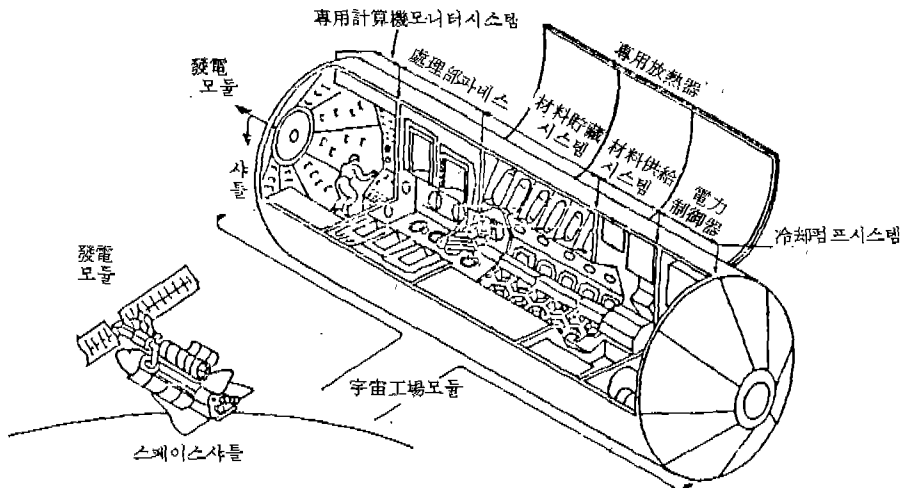 專用計算機모니터시스템
專用放熱器
發電
모듈
處理部파네스
材料貯藏
시스템
材料供給
시스템
電力
制御器
冷却펌프시스템
샤틀
發電
모듈
宇宙工場모듈
스페이스샤틀